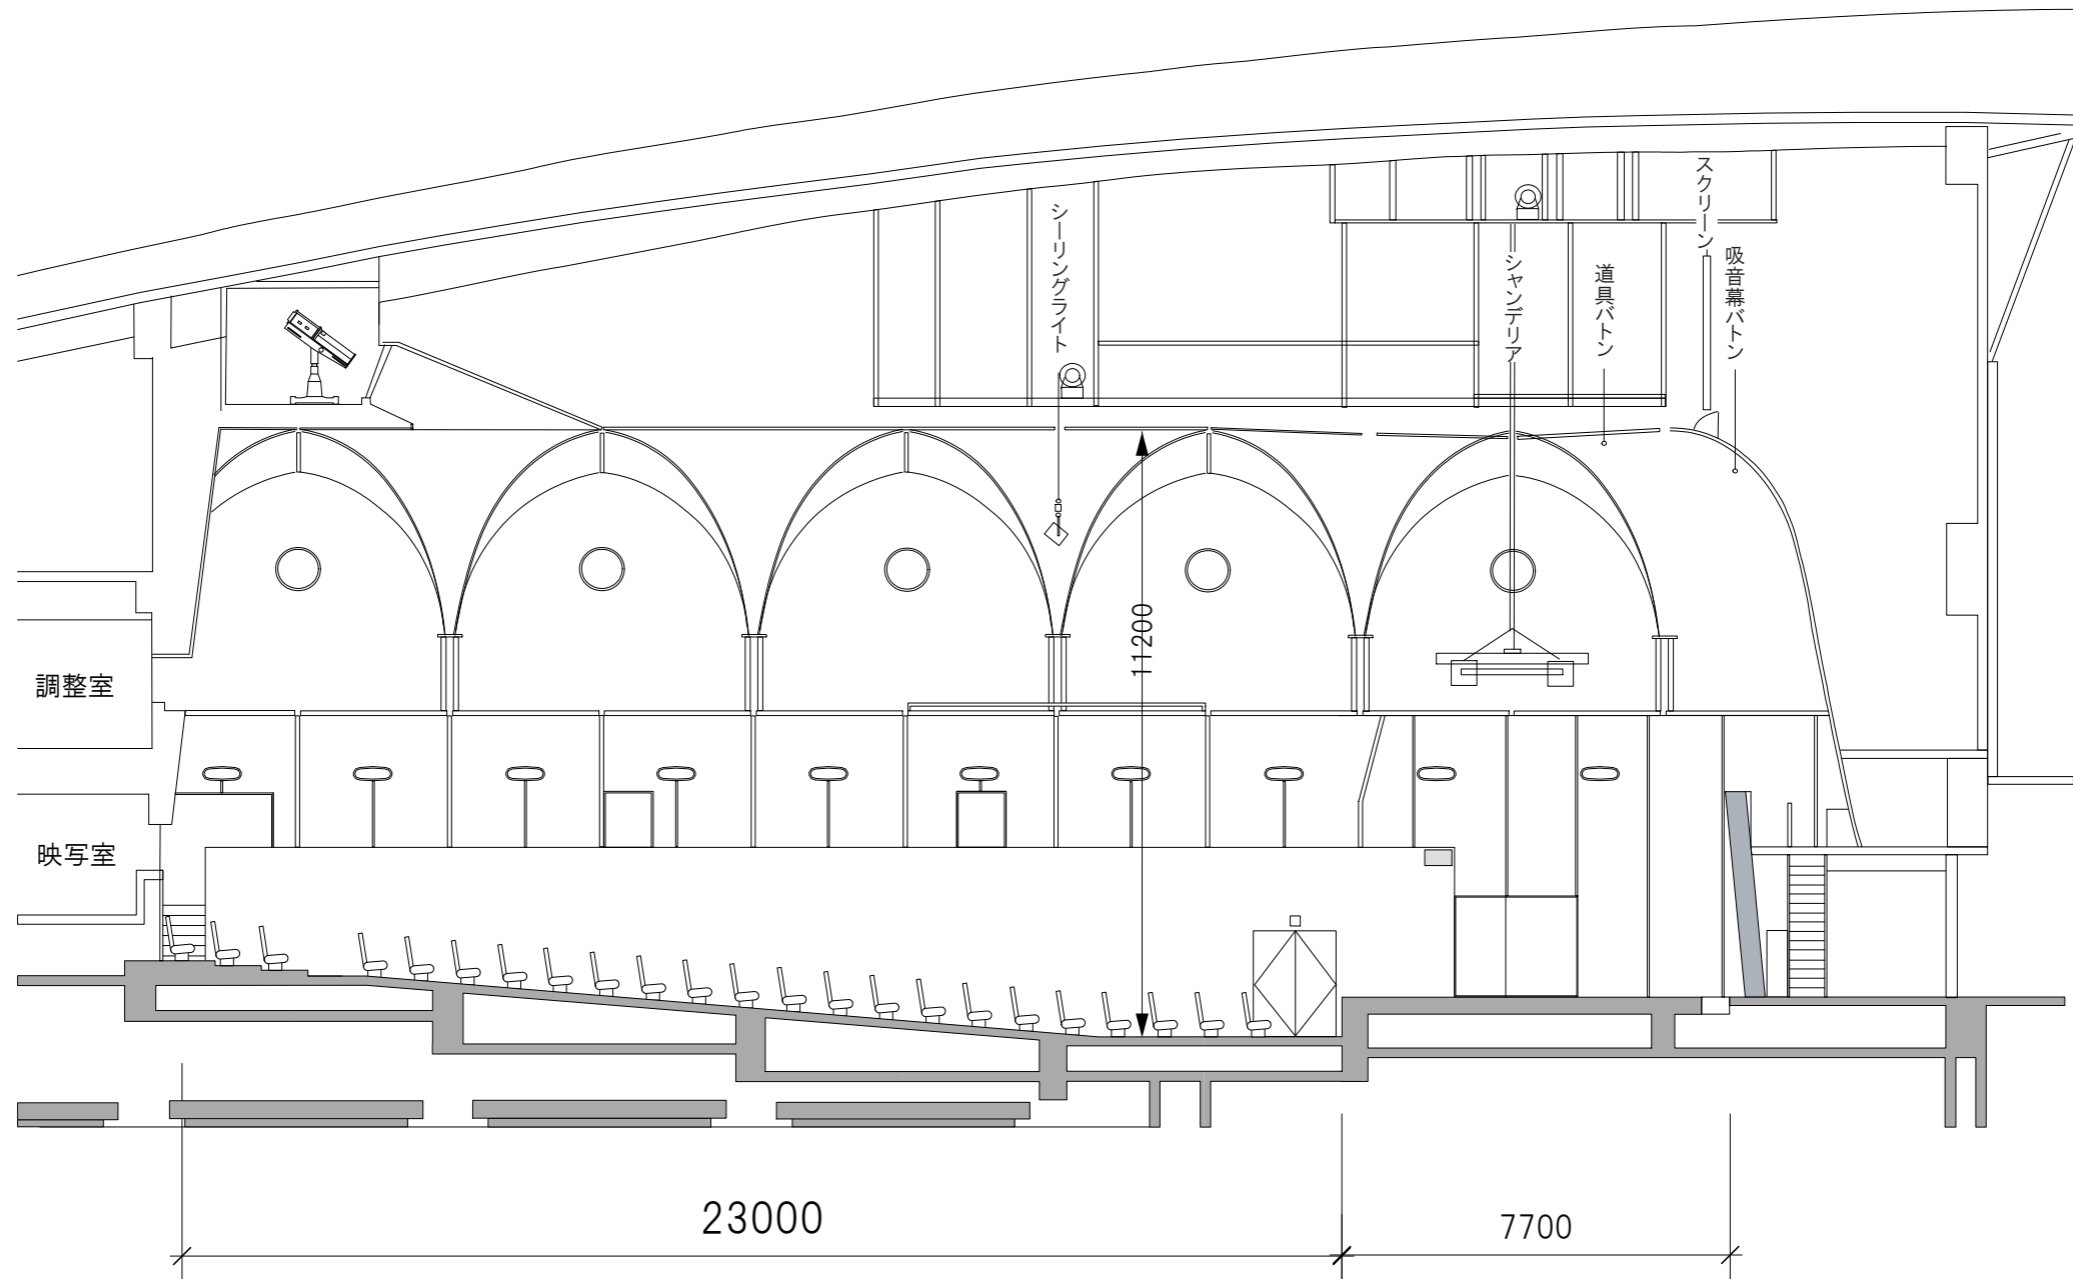 スクリーン
シーリングライト
シャンデリア
道具バトン
吸音幕バトン
11200
調整室
映写室
23000
7700